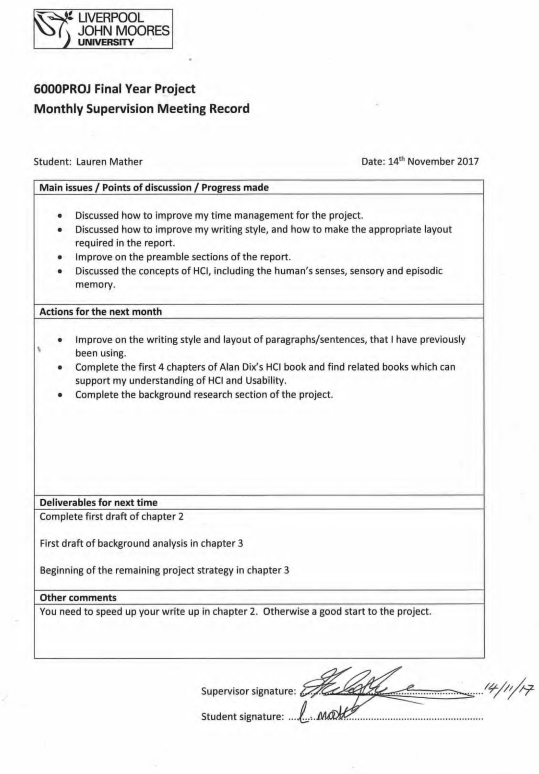 LIVERPOOL
JOHN MOORES
UNIVERSITY
6000PROJ Final Year Project
Monthly Supervision Meeting Record
Student: Lauren Mather
Date: 14th November 2017
Main issues / Points of discussion / Progress made
• Discussed how to improve my time management for the project.
• Discussed how to improve my writing style, and how to make the appropriate layout
required in the report.
• Improve on the preamble sections of the report.
• Discussed the concepts of HCI, including the human's senses, sensory and episodic
memory.
Actions for the next month
• Improve on the writing style and layout of paragraphs/sentences, that I have previously
been using.
• Complete the first 4 chapters of Alan Dix's HCI book and find related books which can
support my understanding of HCI and Usability.
• Complete the background research section of the project.
Deliverables for next time
Complete first draft of chapter 2
First draft of background analysis in chapter 3
Beginning of the remaining project strategy in chapter 3
Other comments
You need to speed up your write up in chapter 2. Otherwise a good start to the project.
Supervisor signature: 14/11/17
Student signature: